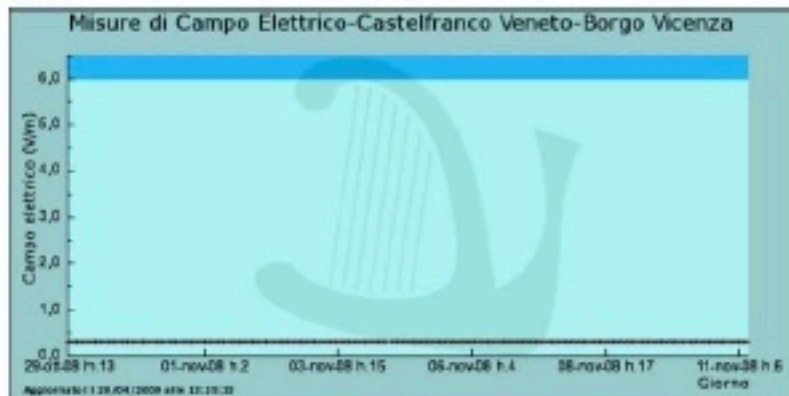 Misure di Campo Elettrico-Castelfranco Veneto-Borgo Vicenza
Campo elettrico (V/m)
6,0
5,0
4,0
3,0
2,0
1,0
0,0
29-ott-08 h.13 01-nov-08 h.2 03-nov-08 h.15 06-nov-08 h.4 08-nov-08 h.17 11-nov-08 h.6
Giorno